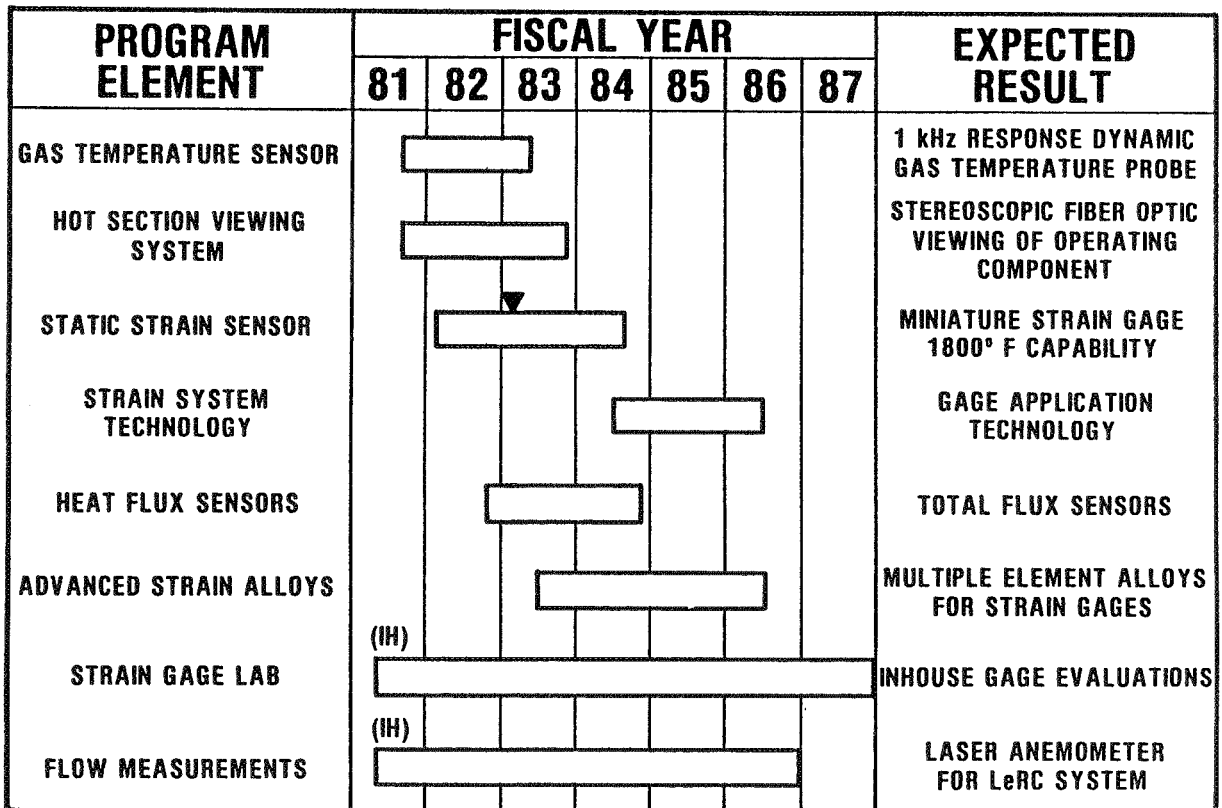 PROGRAM
ELEMENT
FISCAL YEAR
81 82 83 84 85 86 87
EXPECTED
RESULT
GAS TEMPERATURE SENSOR
1 kHz RESPONSE DYNAMIC
GAS TEMPERATURE PROBE
HOT SECTION VIEWING
SYSTEM
STEREOSCOPIC FIBER OPTIC
VIEWING OF OPERATING
COMPONENT
STATIC STRAIN SENSOR
MINIATURE STRAIN GAGE
1800° F CAPABILITY
STRAIN SYSTEM
TECHNOLOGY
GAGE APPLICATION
TECHNOLOGY
HEAT FLUX SENSORS
TOTAL FLUX SENSORS
ADVANCED STRAIN ALLOYS
MULTIPLE ELEMENT ALLOYS
FOR STRAIN GAGES
STRAIN GAGE LAB
(IH)
INHOUSE GAGE EVALUATIONS
FLOW MEASUREMENTS
(IH)
LASER ANEMOMETER
FOR LeRC SYSTEM